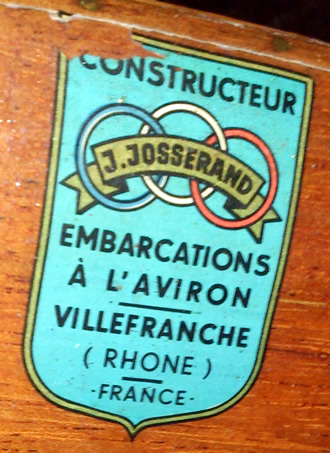 CONSTRUCTEUR
J. JOSSERAND
EMBARCATIONS
À L'AVIRON
VILLEFRANCHE
( RHONE )
-FRANCE-